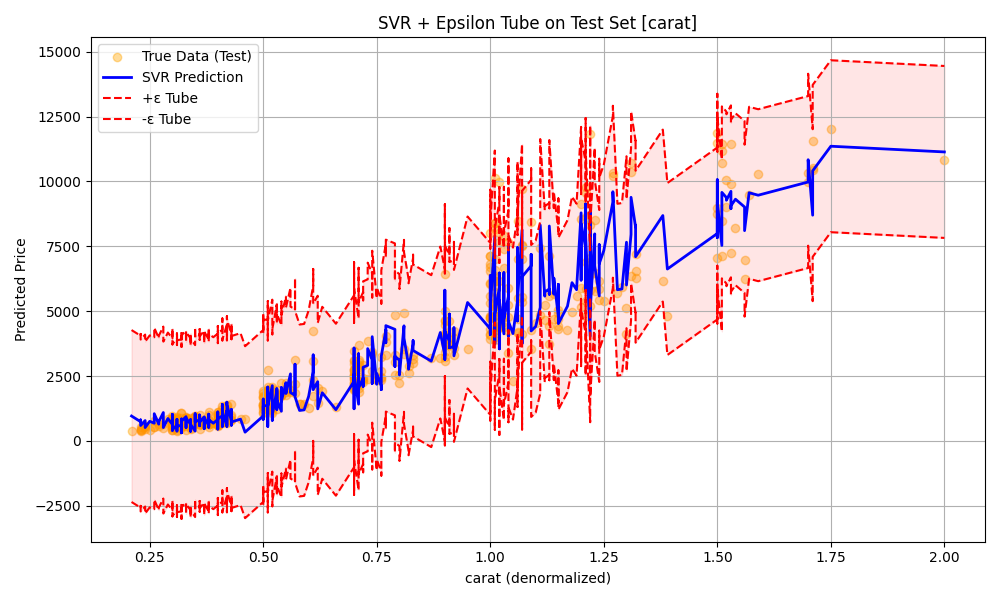 SVR + Epsilon Tube on Test Set [carat]
True Data (Test)
SVR Prediction
+ε Tube
-ε Tube
15000
12500
10000
7500
5000
2500
0
−2500
Predicted Price
0.25 0.50 0.75 1.00 1.25 1.50 1.75 2.00
carat (denormalized)